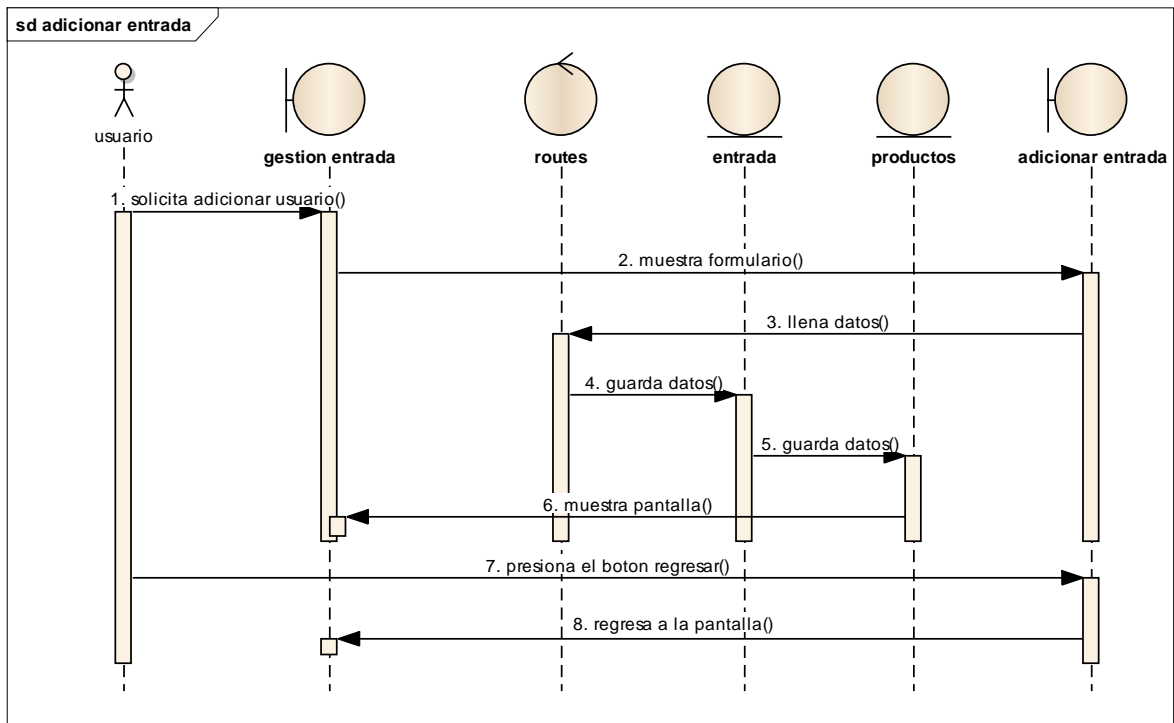 sd adicionar entrada
usuario
gestion entrada
routes
entrada
productos
adicionar entrada
1. solicita adicionar usuario()
2. muestra formulario()
3. llena datos()
4. guarda datos()
5. guarda datos()
6. muestra pantalla()
7. presiona el boton regresar()
8. regresa a la pantalla()